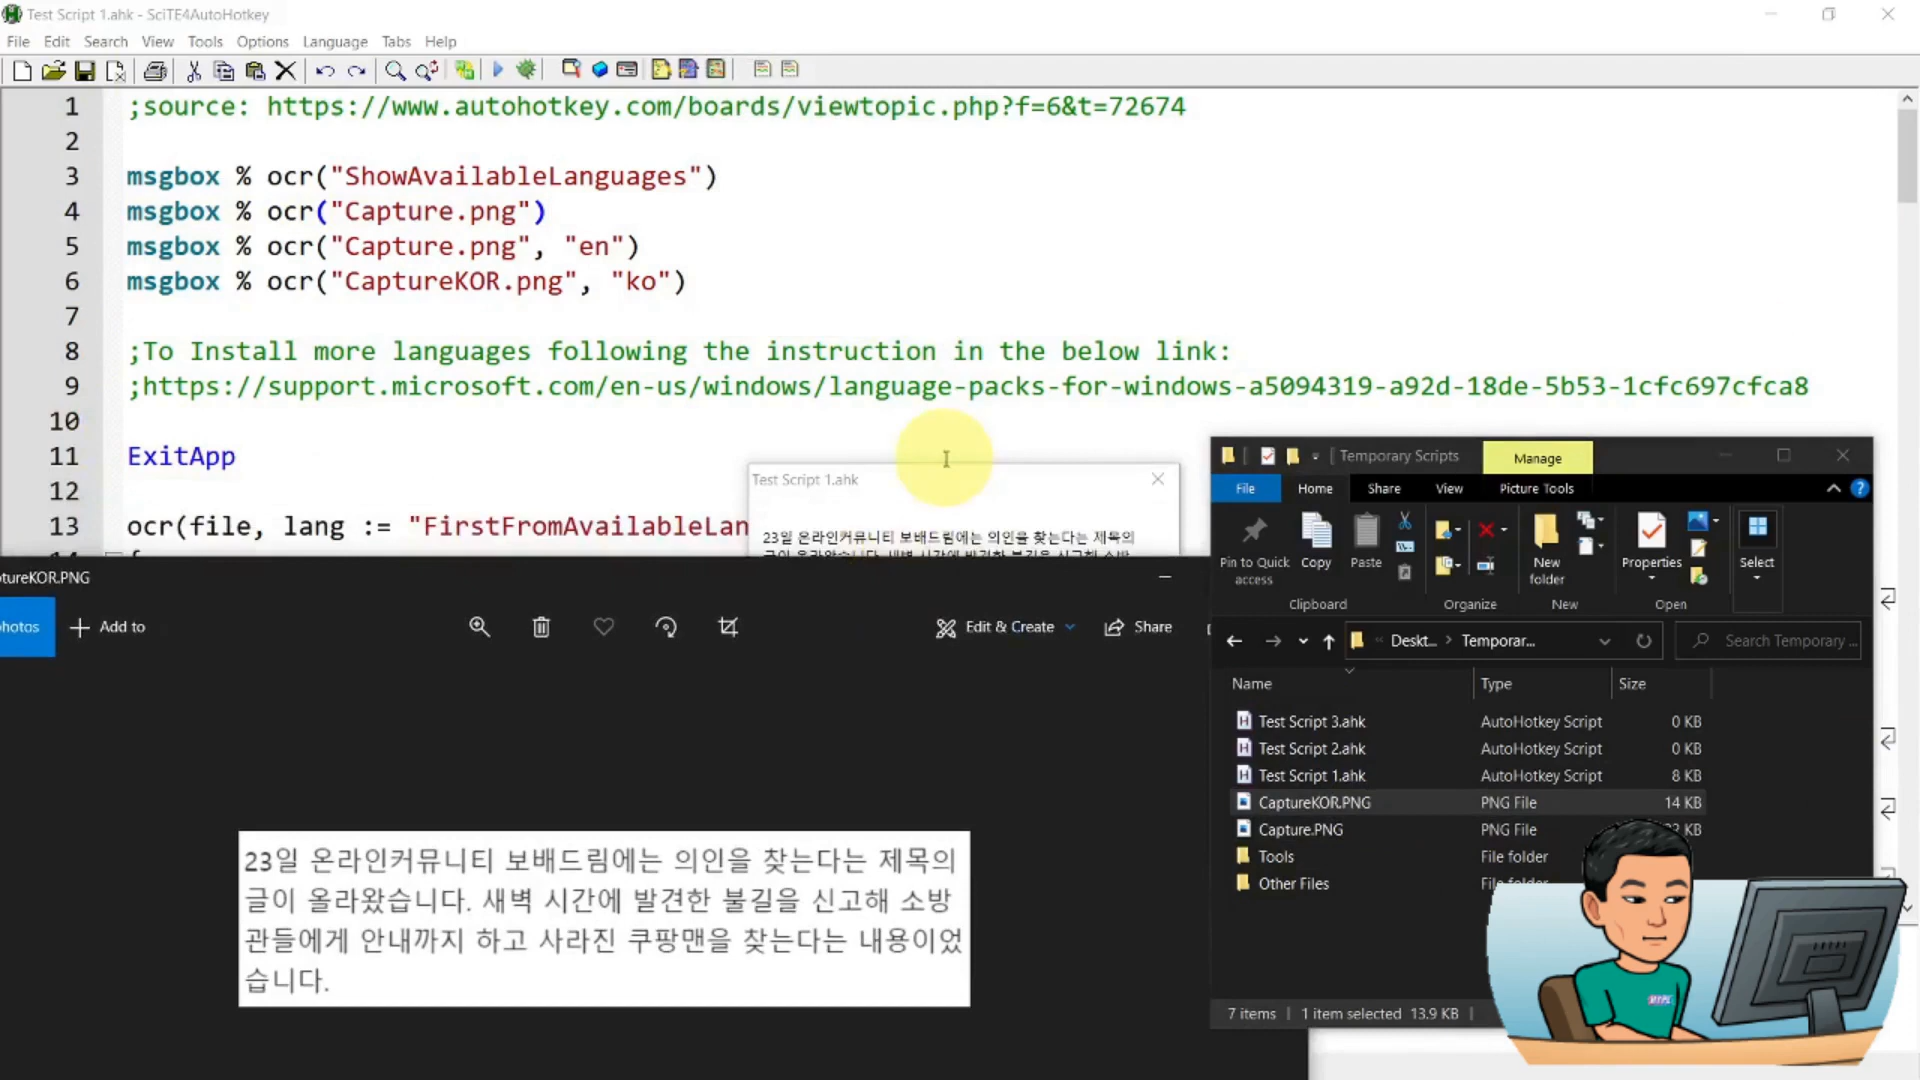 Test Script 1.ahk - SciTE4AutoHotkey
File Edit Search View Tools Options Language Tabs Help
1 ;source: https://www.autohotkey.com/boards/viewtopic.php?f=6&t=72674
2
3 msgbox % ocr("ShowAvailableLanguages")
4 msgbox % ocr("Capture.png")
5 msgbox % ocr("Capture.png", "en")
6 msgbox % ocr("CaptureKOR.png", "ko")
7
8 ;To Install more languages following the instruction in the below link:
9 ;https://support.microsoft.com/en-us/windows/language-packs-for-windows-a5094319-a92d-18de-5b53-1cfc697cfca8
10
11 ExitApp
12
13 ocr(file, lang := "FirstFromAvailableLan
Test Script 1.ahk
23일 온라인커뮤니티 보배드림에는 의인을 찾는다는 제목의
tureKOR.PNG
hotos
Add to
Edit & Create
Share
23일 온라인커뮤니티 보배드림에는 의인을 찾는다는 제목의
글이 올라왔습니다. 새벽 시간에 발견한 불길을 신고해 소방
관들에게 안내까지 하고 사라진 쿠팡맨을 찾는다는 내용이었
습니다.
Temporary Scripts
Manage
File Home Share View Picture Tools
Pin to Quick access
Copy
Paste
New folder
Properties
Select
Clipboard Organize New Open
Deskt... Temporar...
Search Temporary ...
Name Type Size
Test Script 3.ahk AutoHotkey Script 0 KB
Test Script 2.ahk AutoHotkey Script 0 KB
Test Script 1.ahk AutoHotkey Script 8 KB
CaptureKOR.PNG PNG File 14 KB
Capture.PNG PNG File KB
Tools File folder
Other Files File folder
7 items 1 item selected 13.9 KB